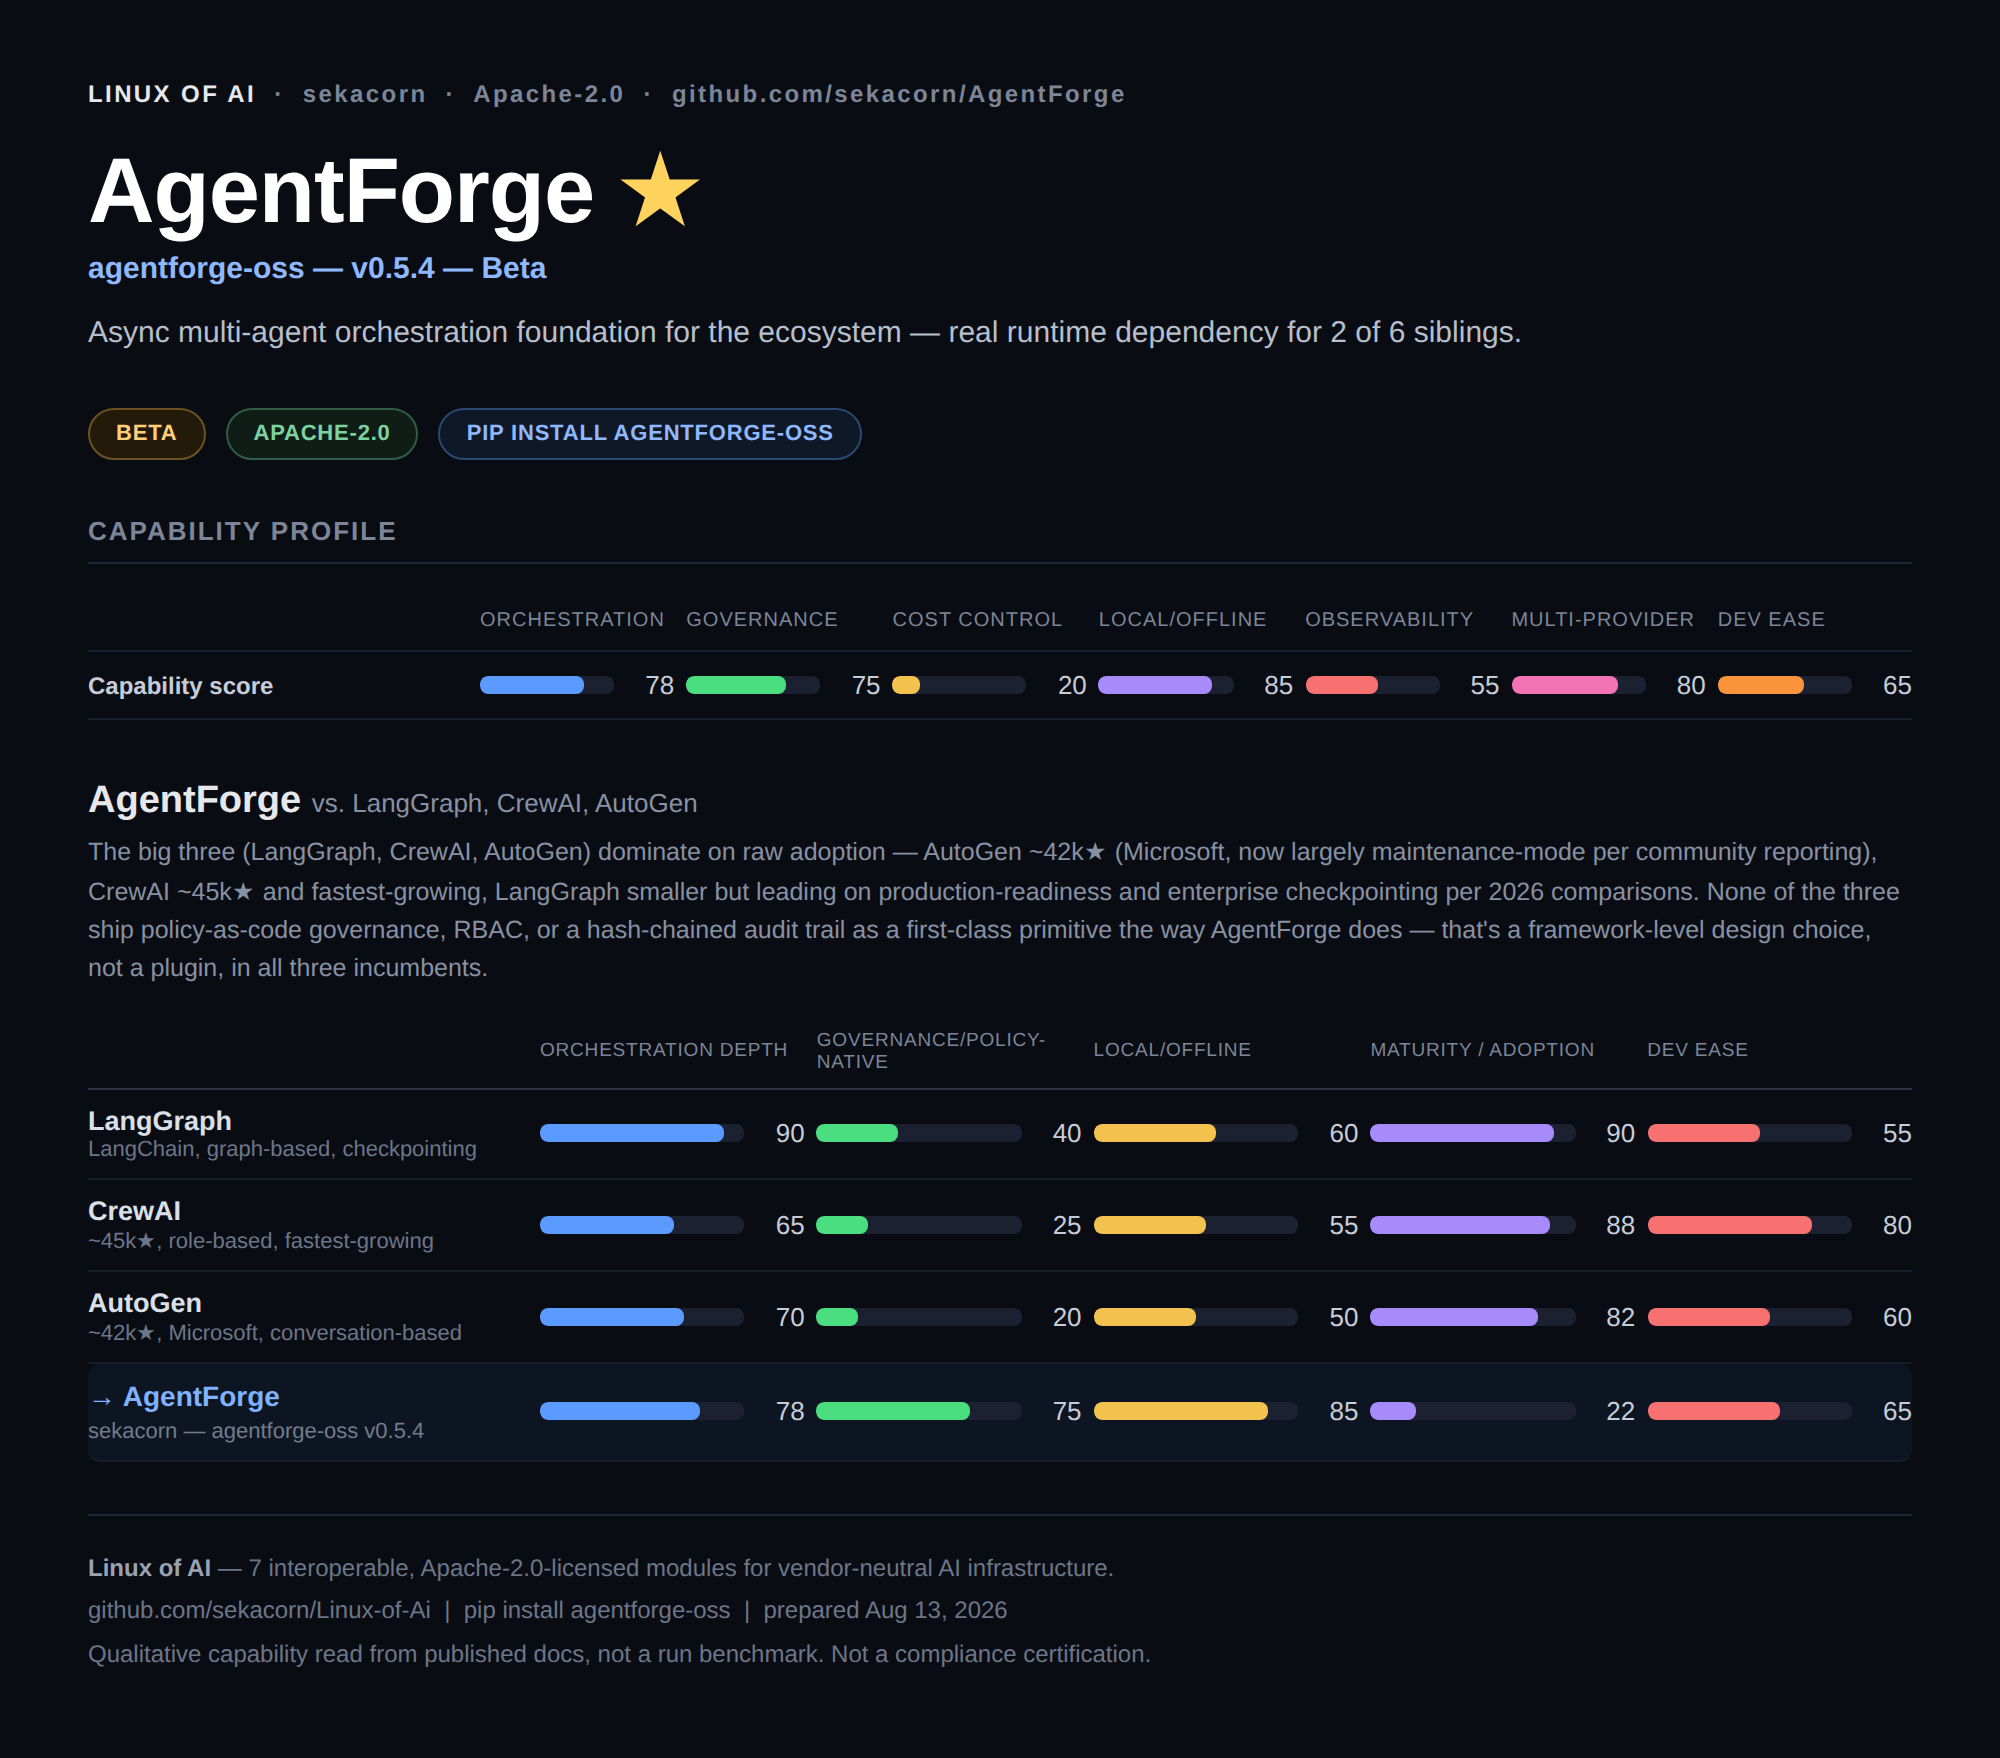 LINUX OF AI · sekacorn · Apache-2.0 · github.com/sekacorn/AgentForge
AgentForge ★
agentforge-oss — v0.5.4 — Beta
Async multi-agent orchestration foundation for the ecosystem — real runtime dependency for 2 of 6 siblings.
BETA APACHE-2.0 PIP INSTALL AGENTFORGE-OSS
CAPABILITY PROFILE
ORCHESTRATION GOVERNANCE COST CONTROL LOCAL/OFFLINE OBSERVABILITY MULTI-PROVIDER DEV EASE
Capability score 78 75 20 85 55 80 65
AgentForge vs. LangGraph, CrewAI, AutoGen
The big three (LangGraph, CrewAI, AutoGen) dominate on raw adoption — AutoGen ~42k★ (Microsoft, now largely maintenance-mode per community reporting),
CrewAI ~45k★ and fastest-growing, LangGraph smaller but leading on production-readiness and enterprise checkpointing per 2026 comparisons. None of the three
ship policy-as-code governance, RBAC, or a hash-chained audit trail as a first-class primitive the way AgentForge does — that's a framework-level design choice,
not a plugin, in all three incumbents.
ORCHESTRATION DEPTH GOVERNANCE/POLICY-NATIVE LOCAL/OFFLINE MATURITY / ADOPTION DEV EASE
LangGraph 90 40 60 90 55
LangChain, graph-based, checkpointing
CrewAI 65 25 55 88 80
~45k★, role-based, fastest-growing
AutoGen 70 20 50 82 60
~42k★, Microsoft, conversation-based
→ AgentForge 78 75 85 22 65
sekacorn — agentforge-oss v0.5.4
Linux of AI — 7 interoperable, Apache-2.0-licensed modules for vendor-neutral AI infrastructure.
github.com/sekacorn/Linux-of-Ai | pip install agentforge-oss | prepared Aug 13, 2026
Qualitative capability read from published docs, not a run benchmark. Not a compliance certification.